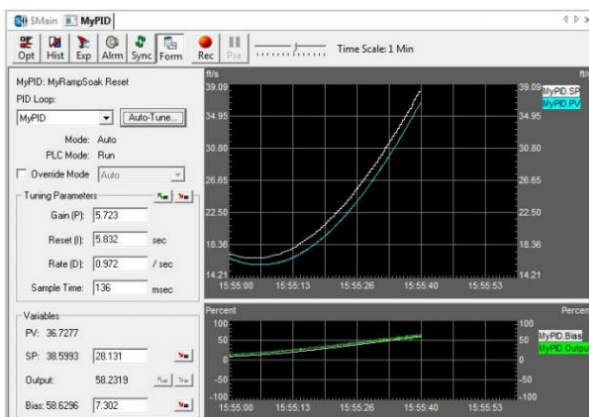 $Main MyPID
Opt Hist Exp Alrm Sync Form Rec Pse Time Scale: 1 Min
MyPID: MyRampSoak Reset
PID Loop:
MyPID Auto-Tune...
Mode: Auto
PLC Mode: Run
Override Mode Auto
Tuning Parameters
Gain (P): 5.723
Reset (I): 5.832 sec
Rate (D): 0.972 / sec
Sample Time: 136 msec
Variables
PV: 36.7277
SP: 38.5993 28.131
Output: 58.2319
Bias: 58.6296 7.302
ft/s ft/s
39.09 39.09 MyPID.SP
MyPID.PV
34.95 34.95
30.80 30.80
26.65 26.65
22.50 22.50
18.36 18.36
14.21 14.21
15:55:00 15:55:13 15:55:26 15:55:40 15:55:53
Percent Percent
100 100 MyPID.Bias
50 50 MyPID.Output
0 0
-50 -50
-100 -100
15:55:00 15:55:13 15:55:26 15:55:40 15:55:53